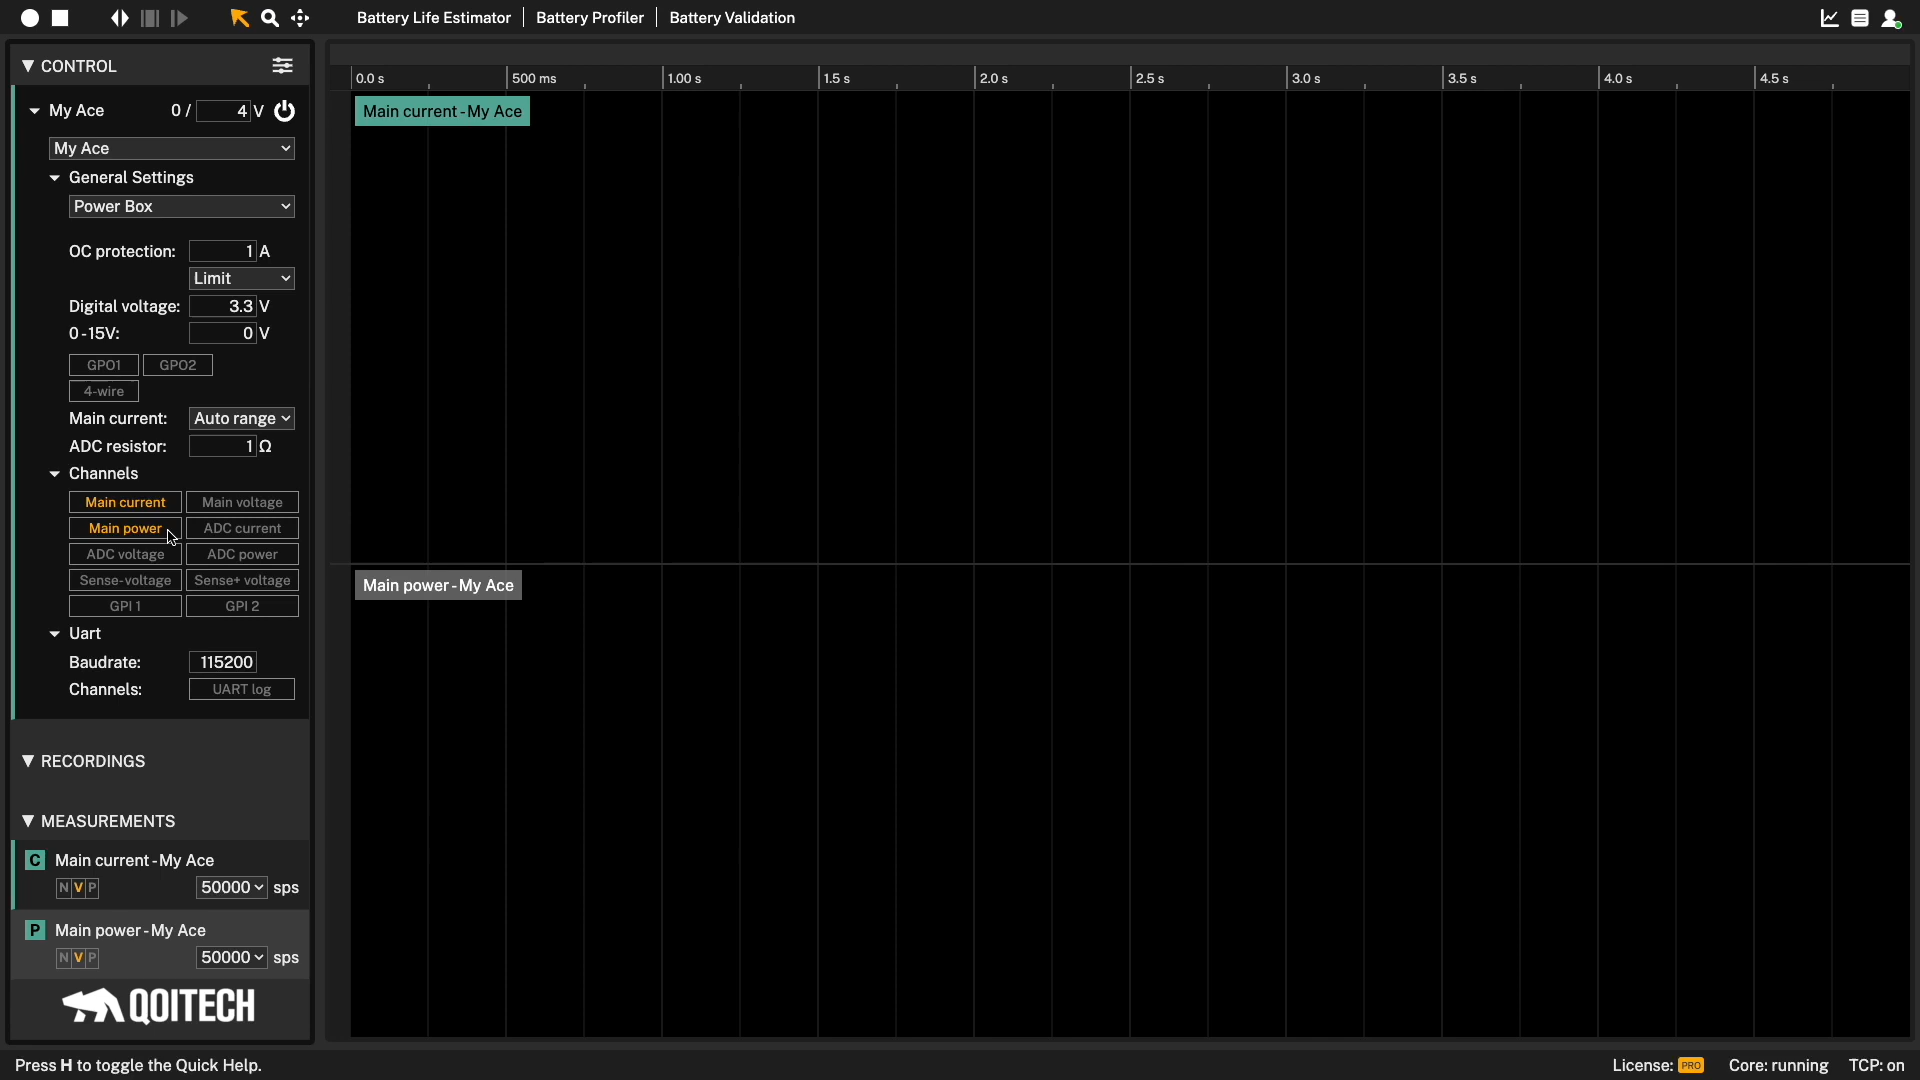 Battery Life Estimator Battery Profiler Battery Validation
CONTROL
My Ace 0 / 4 V
My Ace
General Settings
Power Box
OC protection: 1 A
Limit
Digital voltage: 3.3 V
0-15V: 0 V
GPO1 GPO2
4-wire
Main current: Auto range
ADC resistor: 1 Ω
Channels
Main current Main voltage
Main power ADC current
ADC voltage ADC power
Sense-voltage Sense+ voltage
GPI 1 GPI 2
Uart
Baudrate: 115200
Channels: UART log
RECORDINGS
MEASUREMENTS
C Main current-My Ace
N V P 50000 sps
P Main power-My Ace
N V P 50000 sps
QOITECH
0.0 s 500 ms 1.00 s 1.5 s 2.0 s 2.5 s 3.0 s 3.5 s 4.0 s 4.5 s
Main current-My Ace
Main power-My Ace
Press H to toggle the Quick Help.
License: PRO Core: running TCP: on